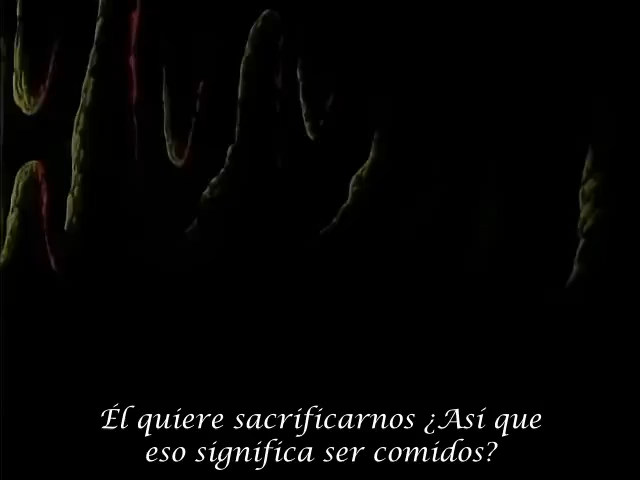 Él quiere sacrificarnos ¿Así que
eso significa ser comidos?